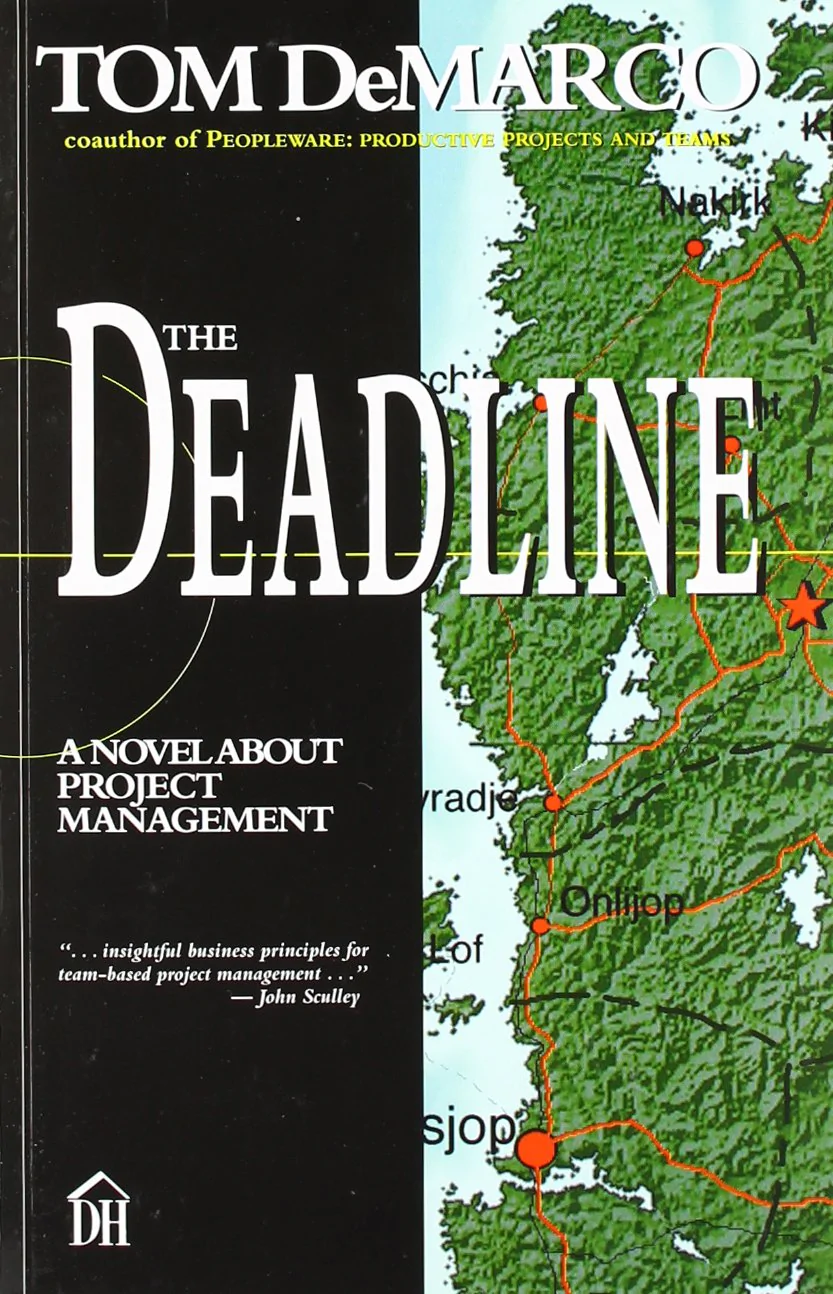 TOM DeMARCO
coauthor of PEOPLEWARE: PRODUCTIVE PROJECTS AND TEAMS
Nakirk
THE
DEADLINE
A NOVEL ABOUT
PROJECT
MANAGEMENT
vradje
Onlijop
Lof
“. . . insightful business principles for
team-based project management . . .”
— John Sculley
sjop
DH